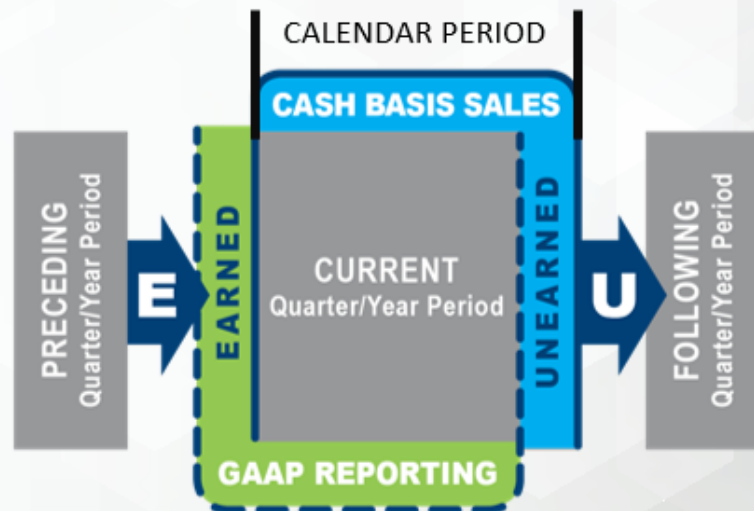 CALENDAR PERIOD
CASH BASIS SALES
PRECEDING
Quarter/Year Period
E
EARNED
CURRENT
Quarter/Year Period
UNEARNED
U
FOLLOWING
Quarter/Year Period
GAAP REPORTING